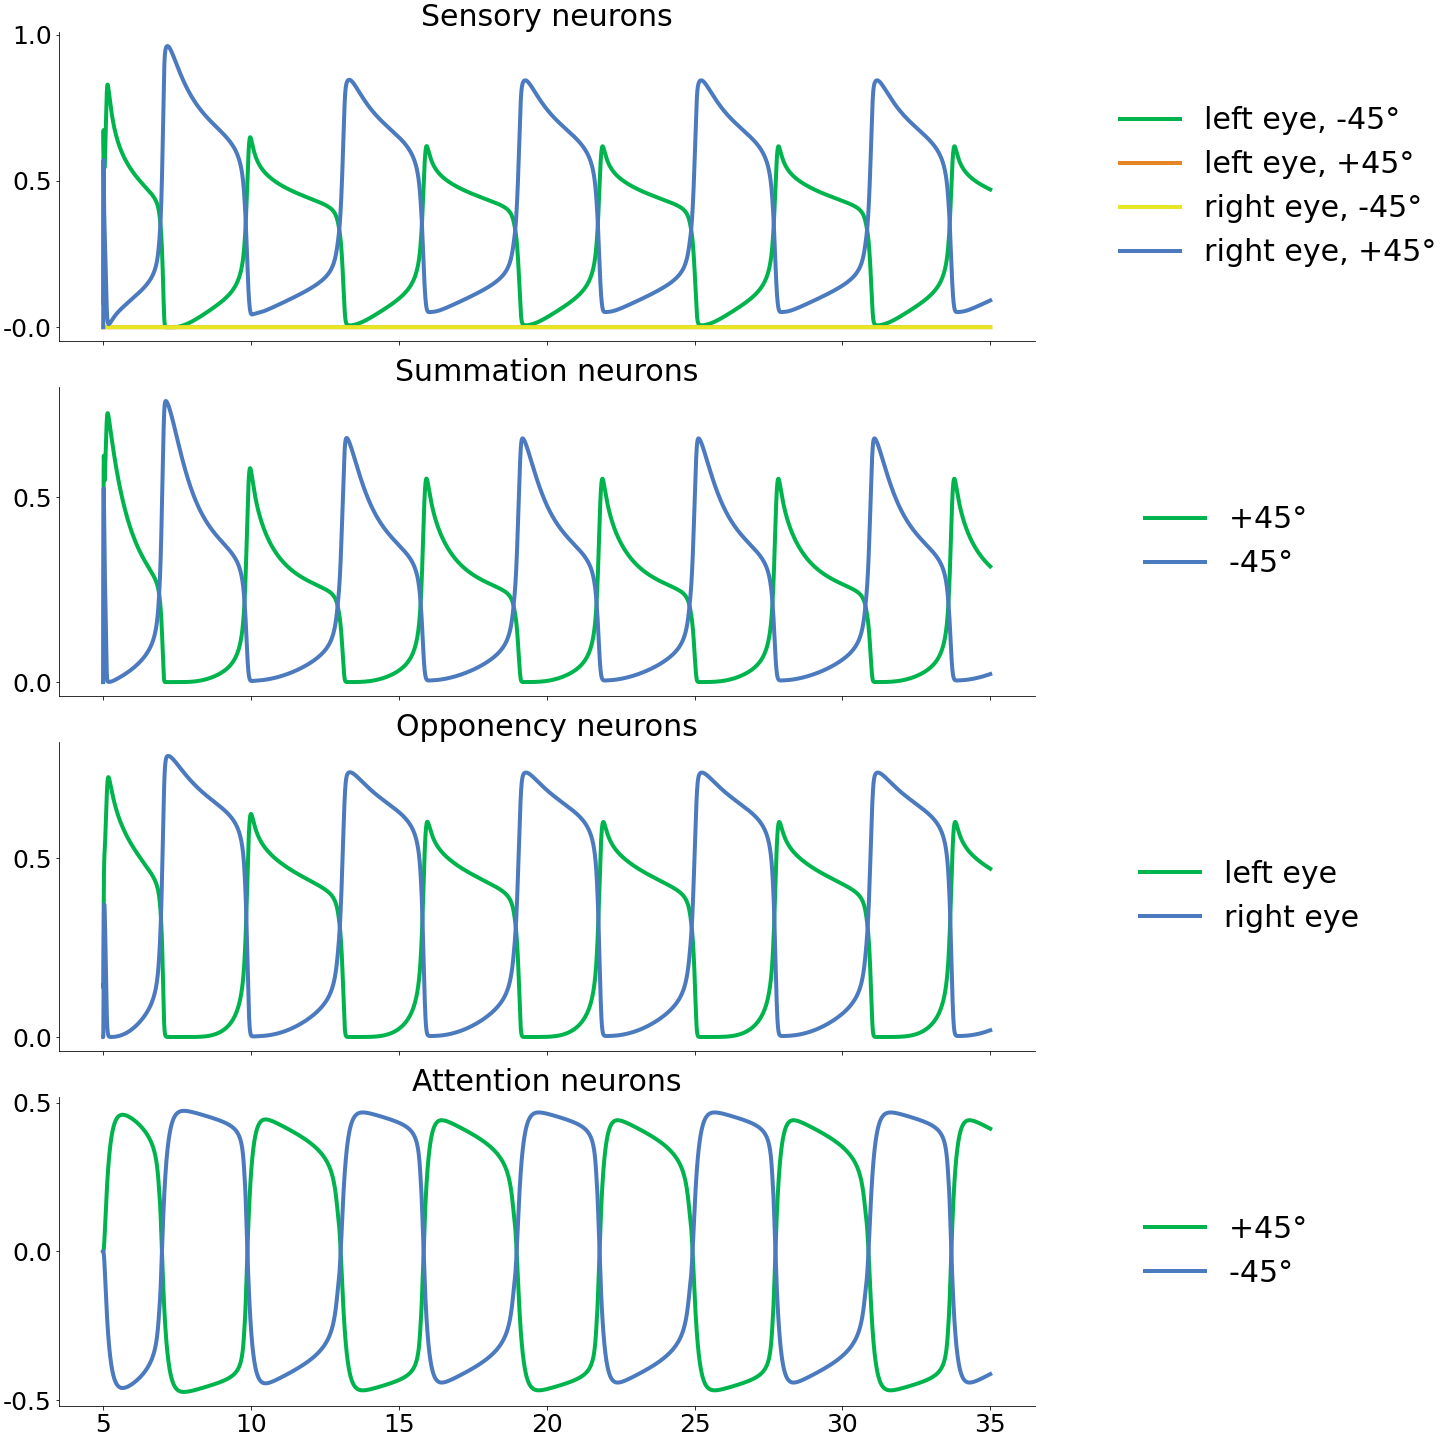 Sensory neurons
1.0
0.5
-0.0
left eye, -45°
left eye, +45°
right eye, -45°
right eye, +45°
Summation neurons
0.5
0.0
+45°
-45°
Opponency neurons
0.5
0.0
left eye
right eye
Attention neurons
0.5
0.0
-0.5
+45°
-45°
5 10 15 20 25 30 35